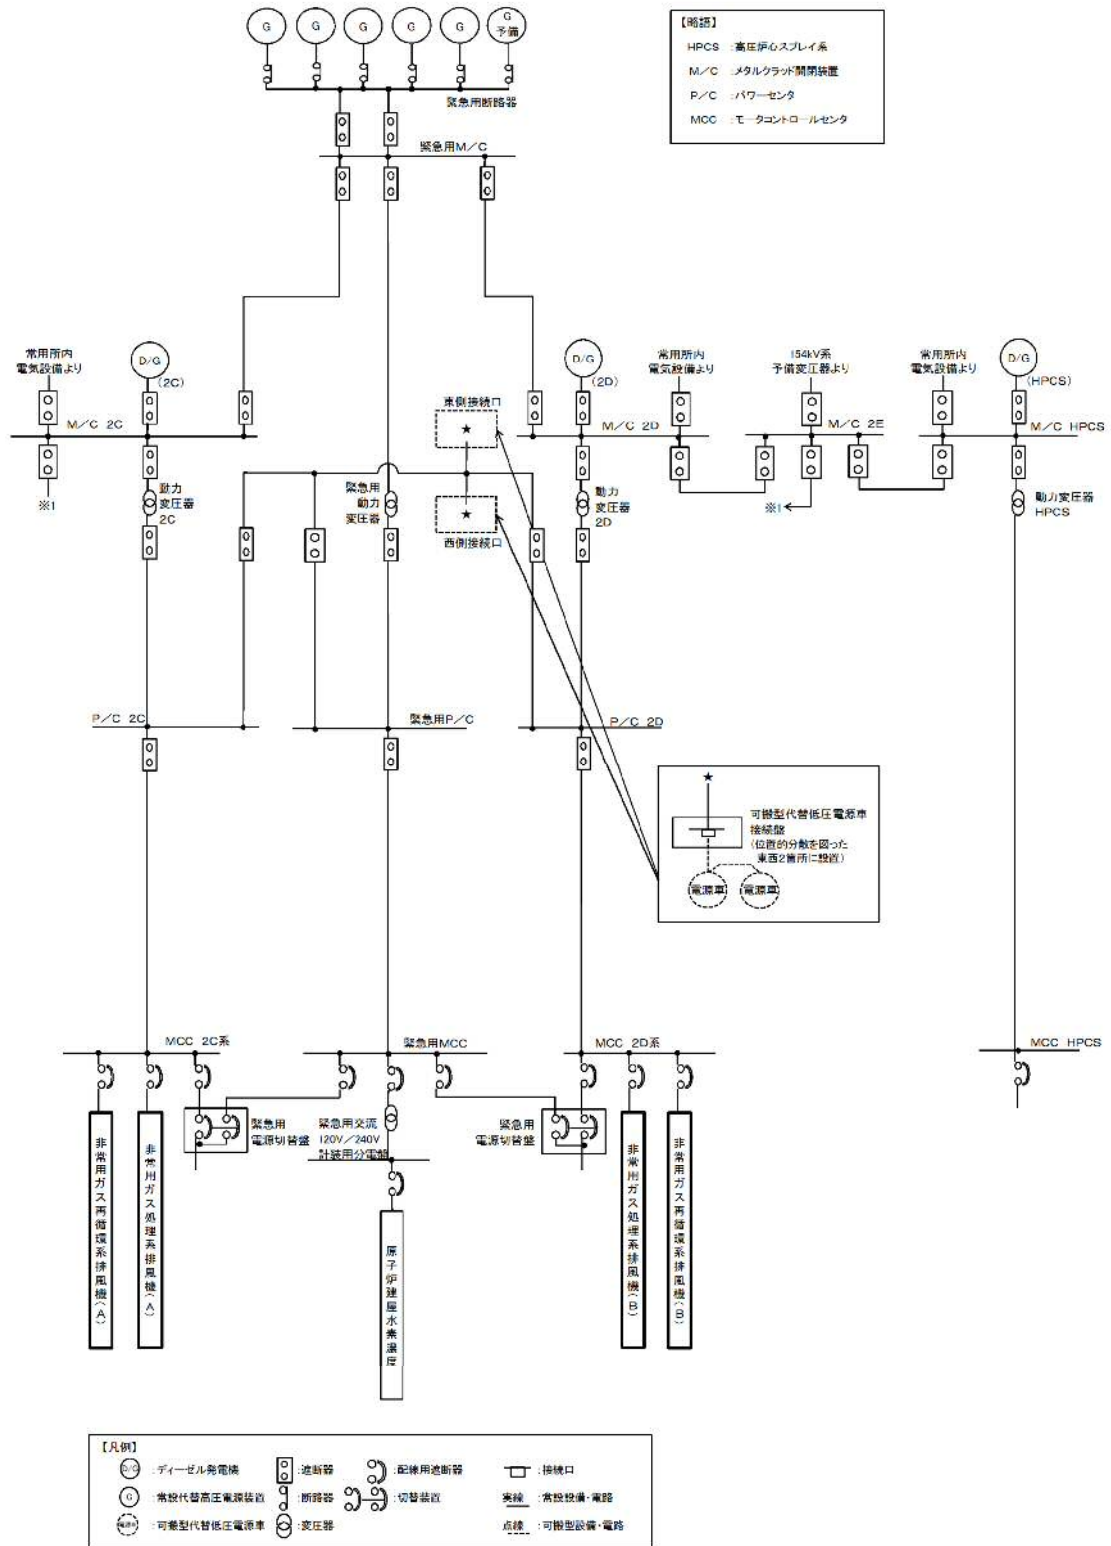 G
G
G
G
G
G
予備
緊急用断路器
【略語】
HPCS :高圧炉心スプレイ系
M/C :メタルクラッド開閉装置
P/C :パワーセンタ
MCC :モータコントロールセンタ
緊急用M/C
常用所内
電気設備より
D/G
(2C)
M/C 2C
※1
動力
変圧器
2C
東側接続口
★
緊急用
動力
変圧器
★
西側接続口
D/G
(2D)
M/C 2D
動力
変圧器
2D
常用所内
電気設備より
154kV系
予備変圧器より
M/C 2E
※1
常用所内
電気設備より
D/G
(HPCS)
M/C HPCS
動力変圧器
HPCS
P/C 2C
緊急用P/C
P/C 2D
★
可搬型代替低圧電源車
接続盤
(位置的分散を図った
東西2箇所に設置)
電源車
電源車
MCC 2C系
緊急用MCC
MCC 2D系
MCC HPCS
緊急用
電源切替盤
緊急用交流
120V/240V
計装用分電盤
緊急用
電源切替盤
非常用ガス再循環系排風機(A)
非常用ガス処理系排風機(A)
原子炉建屋水素濃度
非常用ガス処理系排風機(B)
非常用ガス再循環系排風機(B)
【凡例】
D/G :ディーゼル発電機
:遮断器
:配線用遮断器
:接続口
G :常設代替高圧電源装置
:断路器
:切替装置
実線 :常設設備・電路
電源車 :可搬型代替低圧電源車
:変圧器
点線 :可搬型設備・電路